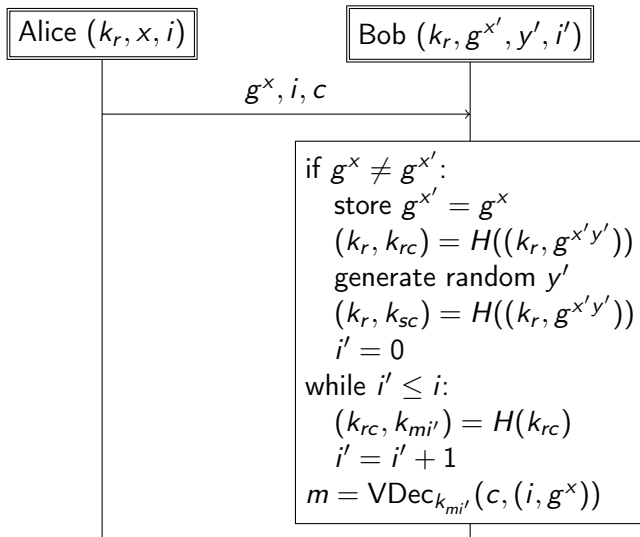 Alice (k_r, x, i)
Bob (k_r, g^{x'}, y', i')
g^x, i, c
if g^x ≠ g^{x'}:
store g^{x'} = g^x
(k_r, k_{rc}) = H((k_r, g^{x'y'}))
generate random y'
(k_r, k_{sc}) = H((k_r, g^{x'y'}))
i' = 0
while i' ≤ i:
(k_{rc}, k_{mi'}) = H(k_{rc})
i' = i' + 1
m = VDec_{k_{mi'}}(c, (i, g^x))